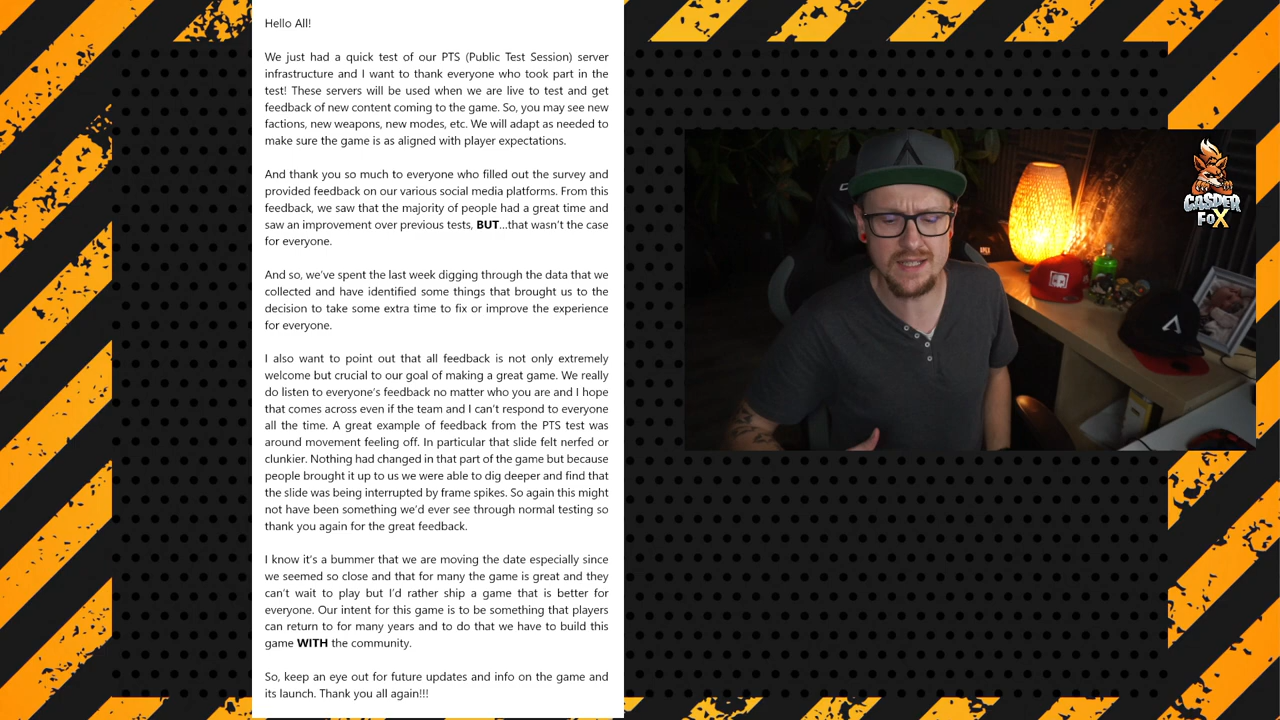 Hello All!
We just had a quick test of our PTS (Public Test Session) server
infrastructure and I want to thank everyone who took part in the
test! These servers will be used when we are live to test and get
feedback of new content coming to the game. So, you may see new
factions, new weapons, new modes, etc. We will adapt as needed to
make sure the game is as aligned with player expectations.
And thank you so much to everyone who filled out the survey and
provided feedback on our various social media platforms. From this
feedback, we saw that the majority of people had a great time and
saw an improvement over previous tests, BUT...that wasn't the case
for everyone.
And so, we've spent the last week digging through the data that we
collected and have identified some things that brought us to the
decision to take some extra time to fix or improve the experience
for everyone.
I also want to point out that all feedback is not only extremely
welcome but crucial to our goal of making a great game. We really
do listen to everyone's feedback no matter who you are and I hope
that comes across even if the team and I can't respond to everyone
all the time. A great example of feedback from the PTS test was
around movement feeling off. In particular that slide felt nerfed or
clunkier. Nothing had changed in that part of the game but because
people brought it up to us we were able to dig deeper and find that
the slide was being interrupted by frame spikes. So again this might
not have been something we'd ever see through normal testing so
thank you again for the great feedback.
I know it's a bummer that we are moving the date especially since
we seemed so close and that for many the game is great and they
can't wait to play but I'd rather ship a game that is better for
everyone. Our intent for this game is to be something that players
can return to for many years and to do that we have to build this
game WITH the community.
So, keep an eye out for future updates and info on the game and
its launch. Thank you all again!!!
CASPER
FoX